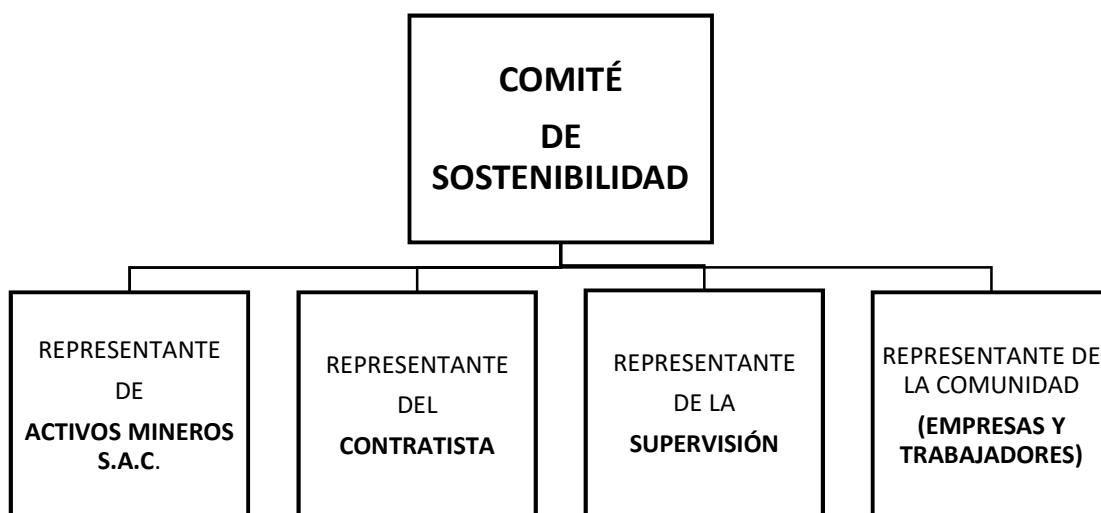 COMITÉ
DE
SOSTENIBILIDAD
REPRESENTANTE
DE
ACTIVOS MINEROS
S.A.C.
REPRESENTANTE
DEL
CONTRATISTA
REPRESENTANTE
DE LA
SUPERVISIÓN
REPRESENTANTE DE
LA COMUNIDAD
(EMPRESAS Y
TRABAJADORES)